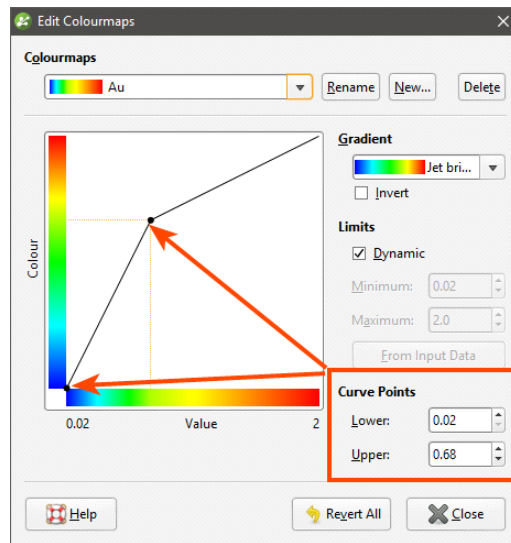 Edit Colourmaps
Colourmaps
Au
Rename New... Delete
Gradient
Jet bri...
Invert
Limits
Dynamic
Minimum: 0.02
Maximum: 2.0
From Input Data
Colour
0.02 Value 2
Curve Points
Lower: 0.02
Upper: 0.68
Help Revert All Close